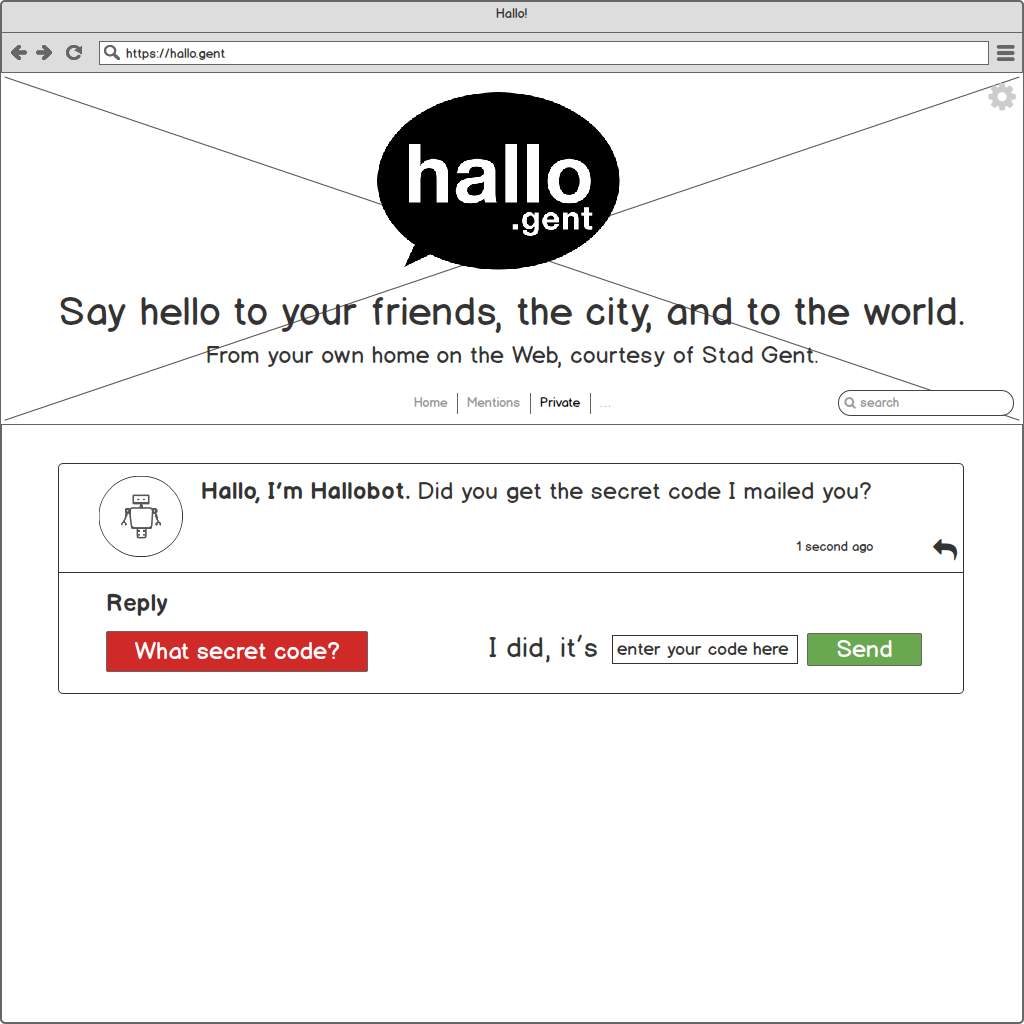 Hallo!
https://hallo.gent
hallo
.gent
Say hello to your friends, the city, and to the world.
From your own home on the Web, courtesy of Stad Gent.
Home Mentions Private ...
search
Hallo, I'm Hallobot. Did you get the secret code I mailed you?
1 second ago
Reply
What secret code? I did, it's enter your code here Send